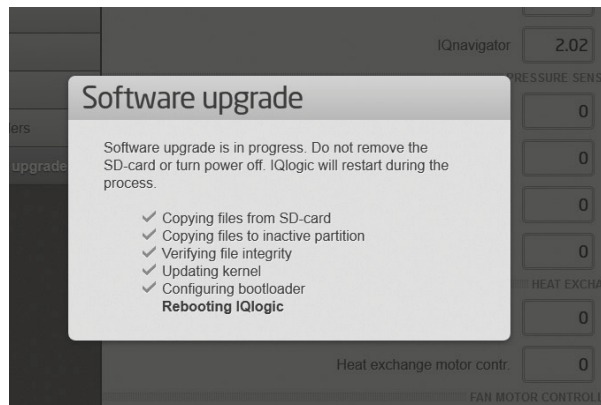 IQnavigator 2.02
PRESSURE SENS
0
ders
0
upgrade
0
0
HEAT EXCHA
0
Heat exchange motor contr. 0
FAN MOTOR CONTROLL
Software upgrade
Software upgrade is in progress. Do not remove the
SD-card or turn power off. IQlogic will restart during the
process.
Copying files from SD-card
Copying files to inactive partition
Verifying file integrity
Updating kernel
Configuring bootloader
Rebooting IQlogic